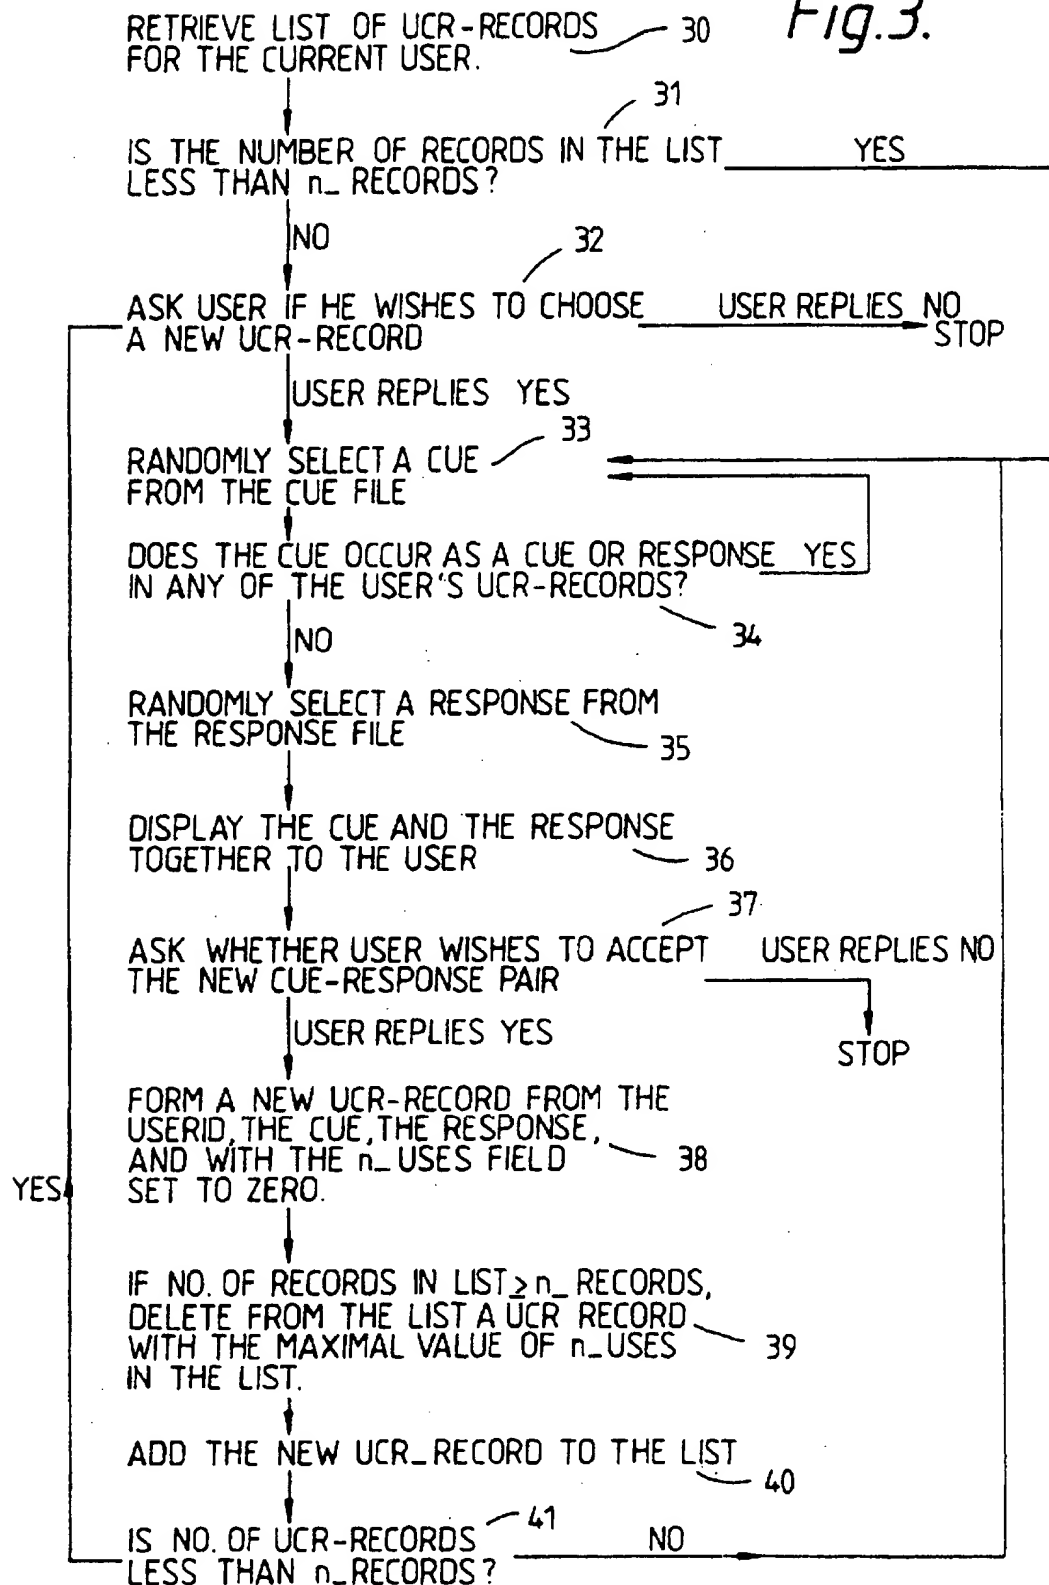 Fig.3.
RETRIEVE LIST OF UCR-RECORDS 30
FOR THE CURRENT USER.
31
IS THE NUMBER OF RECORDS IN THE LIST YES
LESS THAN n_RECORDS?
NO
32
ASK USER IF HE WISHES TO CHOOSE USER REPLIES NO
A NEW UCR-RECORD STOP
USER REPLIES YES
33
RANDOMLY SELECT A CUE
FROM THE CUE FILE
DOES THE CUE OCCUR AS A CUE OR RESPONSE YES
IN ANY OF THE USER'S UCR-RECORDS?
34
NO
RANDOMLY SELECT A RESPONSE FROM
THE RESPONSE FILE
35
DISPLAY THE CUE AND THE RESPONSE
TOGETHER TO THE USER 36
37
ASK WHETHER USER WISHES TO ACCEPT USER REPLIES NO
THE NEW CUE-RESPONSE PAIR
USER REPLIES YES
STOP
FORM A NEW UCR-RECORD FROM THE
USERID, THE CUE, THE RESPONSE,
AND WITH THE n_USES FIELD 38
SET TO ZERO.
YES
IF NO. OF RECORDS IN LIST ≥ n_RECORDS,
DELETE FROM THE LIST A UCR RECORD
WITH THE MAXIMAL VALUE OF n_USES 39
IN THE LIST.
ADD THE NEW UCR_RECORD TO THE LIST
40
41
IS NO. OF UCR-RECORDS NO
LESS THAN n_RECORDS?